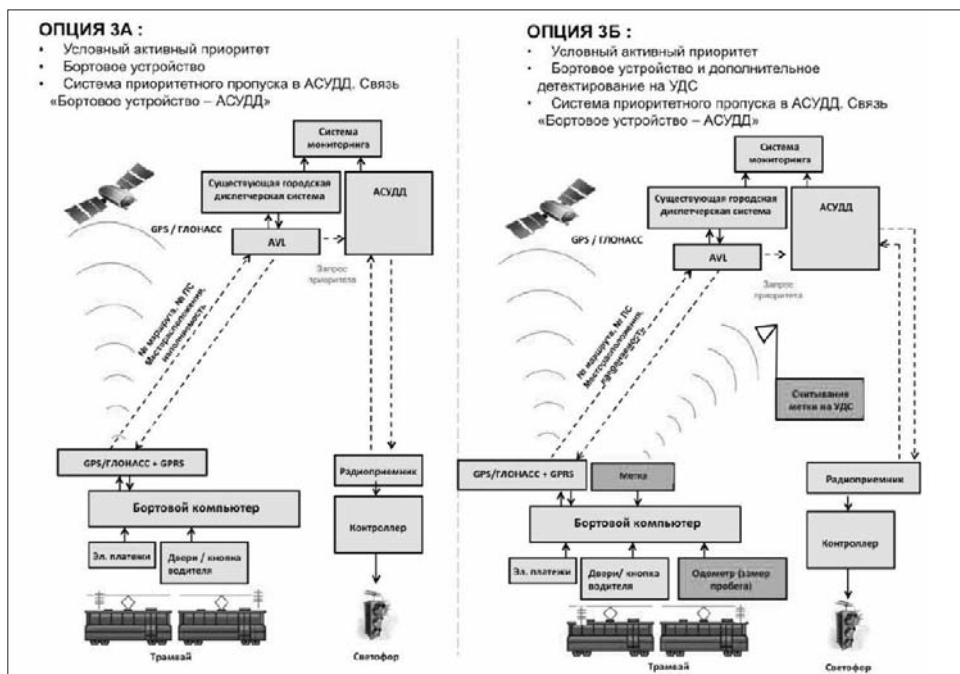 ОПЦИЯ 3А :
• Условный активный приоритет
• Бортовое устройство
• Система приоритетного пропуска в АСУДД. Связь
«Бортовое устройство – АСУДД»
Система
мониторинга
Существующая городская
диспетчерская система
АСУДД
GPS / ГЛОНАСС
AVL
Запрос
приоритета
№ маршрута, № ПС
Месторасположения,
наполняемость
GPS/ГЛОНАСС + GPRS
Радиоприемник
Бортовой компьютер
Контроллер
Эл. платежи
Двери / кнопка
водителя
Трамвай
Светофор
ОПЦИЯ 3Б :
• Условный активный приоритет
• Бортовое устройство и дополнительное
детектирование на УДС
• Система приоритетного пропуска в АСУДД. Связь
«Бортовое устройство – АСУДД»
Система
мониторинга
Существующая городская
диспетчерская система
АСУДД
GPS / ГЛОНАСС
AVL
Запрос
приоритета
№ маршрута, № ПС
Месторасположения,
наполняемость
Считывания
метки на УДС
GPS/ГЛОНАСС + GPRS
Метка
Радиоприемник
Бортовой компьютер
Контроллер
Эл. платежи
Двери/ кнопка
водителя
Одометр (замер
пробега)
Трамвай
Светофор